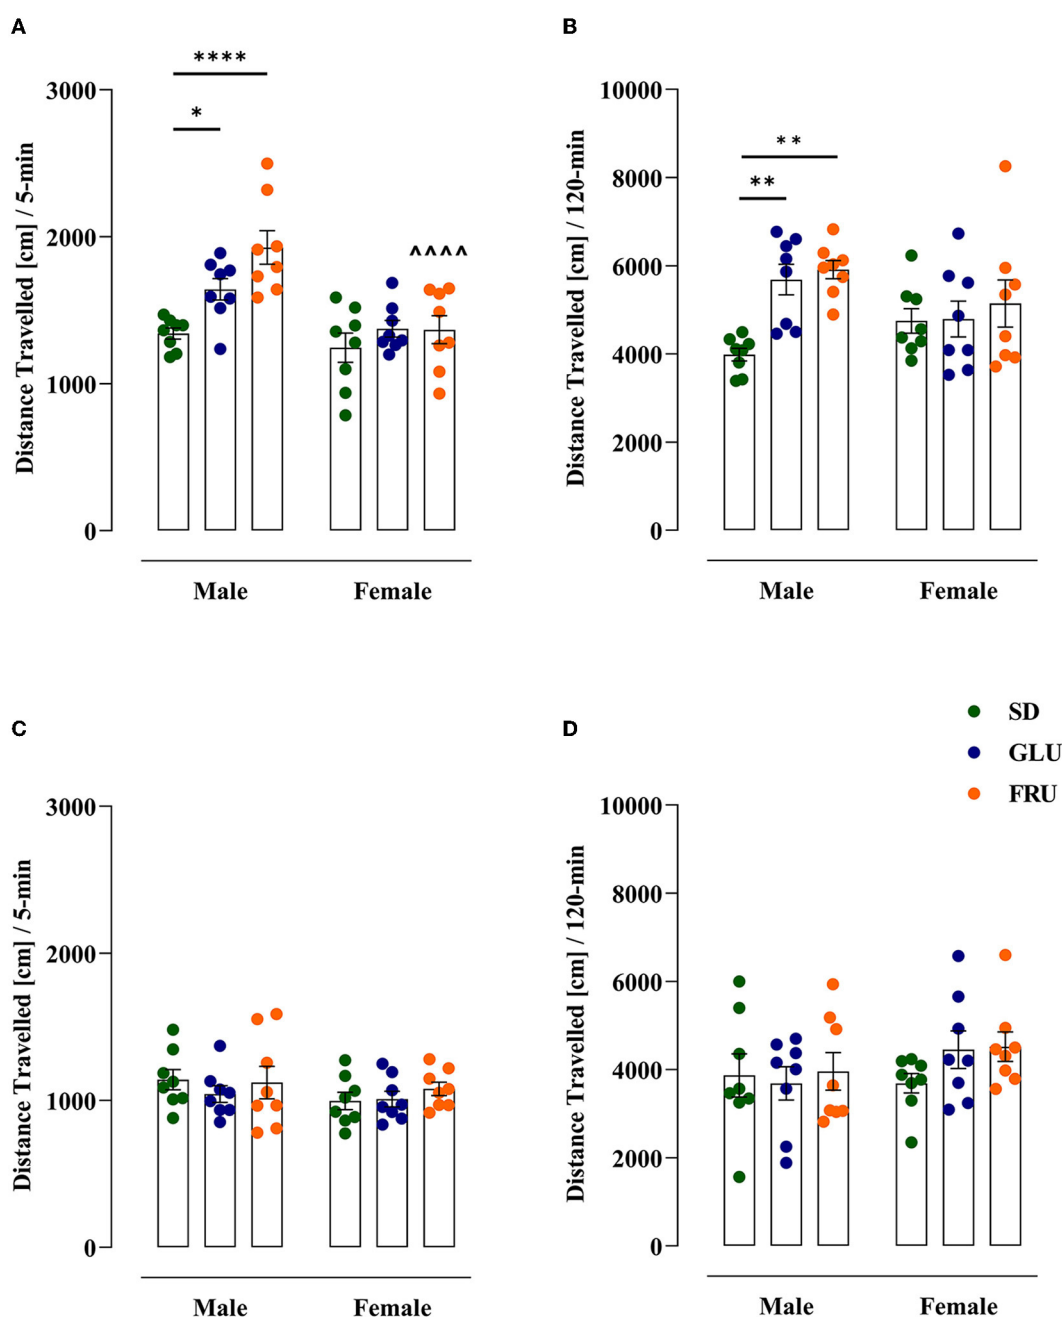 A
****
*
^^^^
3000
2000
1000
0
Distance Travelled [cm] / 5-min
Male
Female
B
**
**
10000
8000
6000
4000
2000
0
Distance Travelled [cm] / 120-min
Male
Female
SD
GLU
FRU
C
3000
2000
1000
0
Distance Travelled [cm] / 5-min
Male
Female
D
10000
8000
6000
4000
2000
0
Distance Travelled [cm] / 120-min
Male
Female